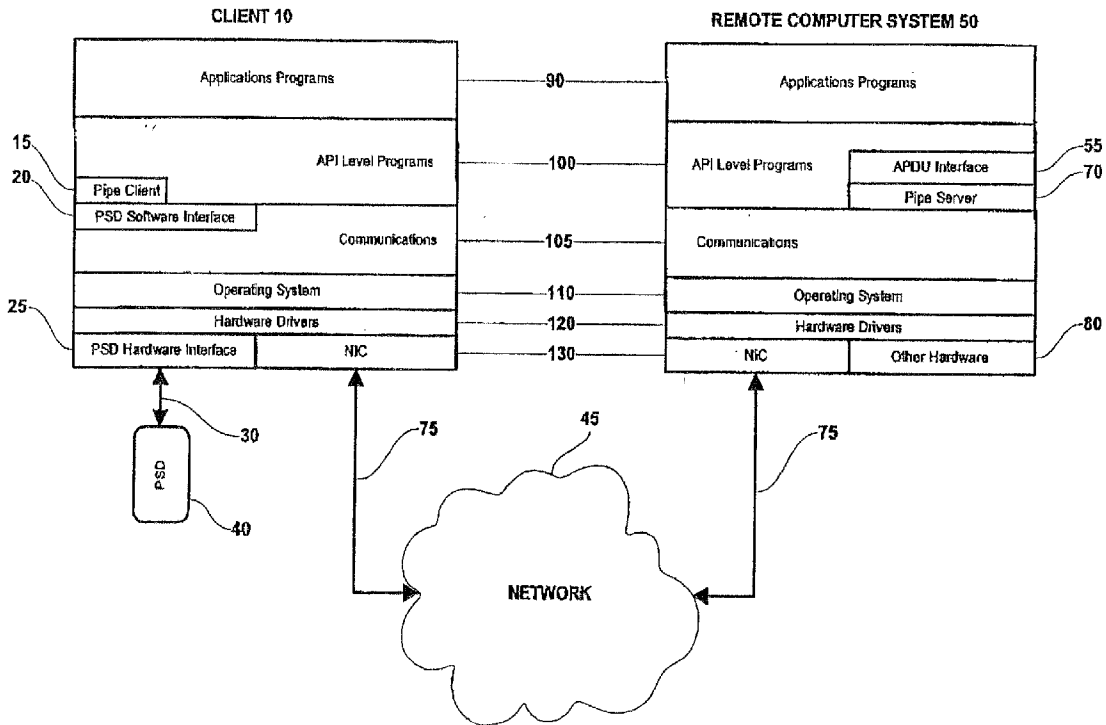 CLIENT 10
REMOTE COMPUTER SYSTEM 50
Applications Programs
90
Applications Programs
15
API Level Programs
100
API Level Programs
APDU Interface
55
20
Pipe Client
Pipe Server
70
PSD Software Interface
Communications
105
Communications
Operating System
110
Operating System
25
Hardware Drivers
120
Hardware Drivers
80
PSD Hardware Interface
NIC
130
NIC
Other Hardware
30
75
45
75
PSD
40
NETWORK